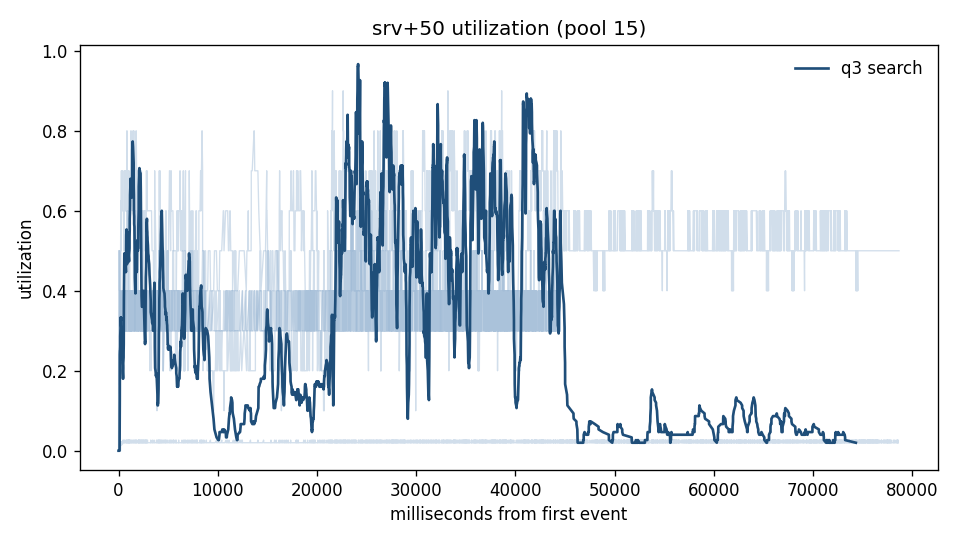 srv+50 utilization (pool 15)
q3 search
utilization
1.0
0.8
0.6
0.4
0.2
0.0
0 10000 20000 30000 40000 50000 60000 70000 80000
milliseconds from first event